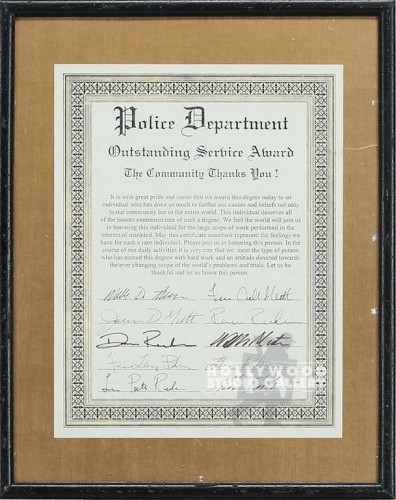 Police Department
Outstanding Service Award
The Community Thanks You !
It is with great pride and honor that we award this degree today to an
individual who has done so much to further our causes and beliefs not only
to our community but to the entire world. This individual deserves all
of the honors commensurate of such a degree. We feel the world will join us
in honoring this individual for the large scope of work performed in the
interest of mankind. May this certificate somehow represent the feelings we
have for such a rare individual. Please join us in honoring this person. In the
course of our daily activities it is very rare that we meet the type of person
who has earned this degree with hard work and an attitude directed towards
the ever changing scope of the world's problems and trials. Let us be
thankful and let us honor this person.
HOLLYWOOD
STUDIO GALLERY